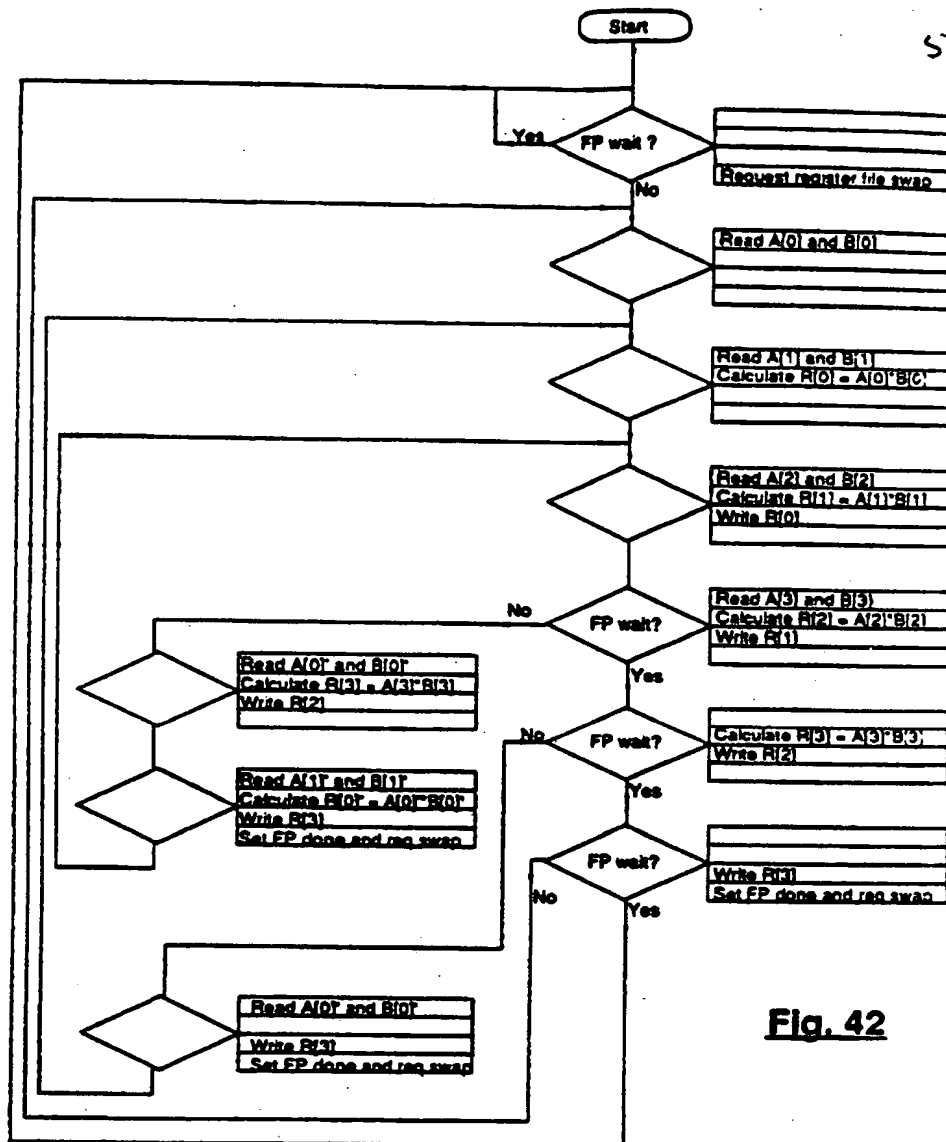 Start
Yes
FP wait ?
No
Request register file swap
Read A[0] and B[0]
Read A[1] and B[1]
Calculate R[0] = A[0]*B[0]
Read A[2] and B[2]
Calculate R[1] = A[1]*B[1]
Write R[0]
No
FP wait?
Yes
Read A[3] and B[3]
Calculate R[2] = A[2]*B[2]
Write R[1]
Read A[0]' and B[0]'
Calculate R[3] = A[3]*B[3]
Write R[2]
No
FP wait?
Yes
Calculate R[3] = A[3]*B[3]
Write R[2]
Read A[1]' and B[1]'
Calculate R[0]' = A[0]'*B[0]'
Write R[3]
Set FP done and req swap
FP wait?
No
Yes
Write R[3]
Set FP done and req swap
Read A[0]' and B[0]'
Write R[3]
Set FP done and req swap
Fig. 42